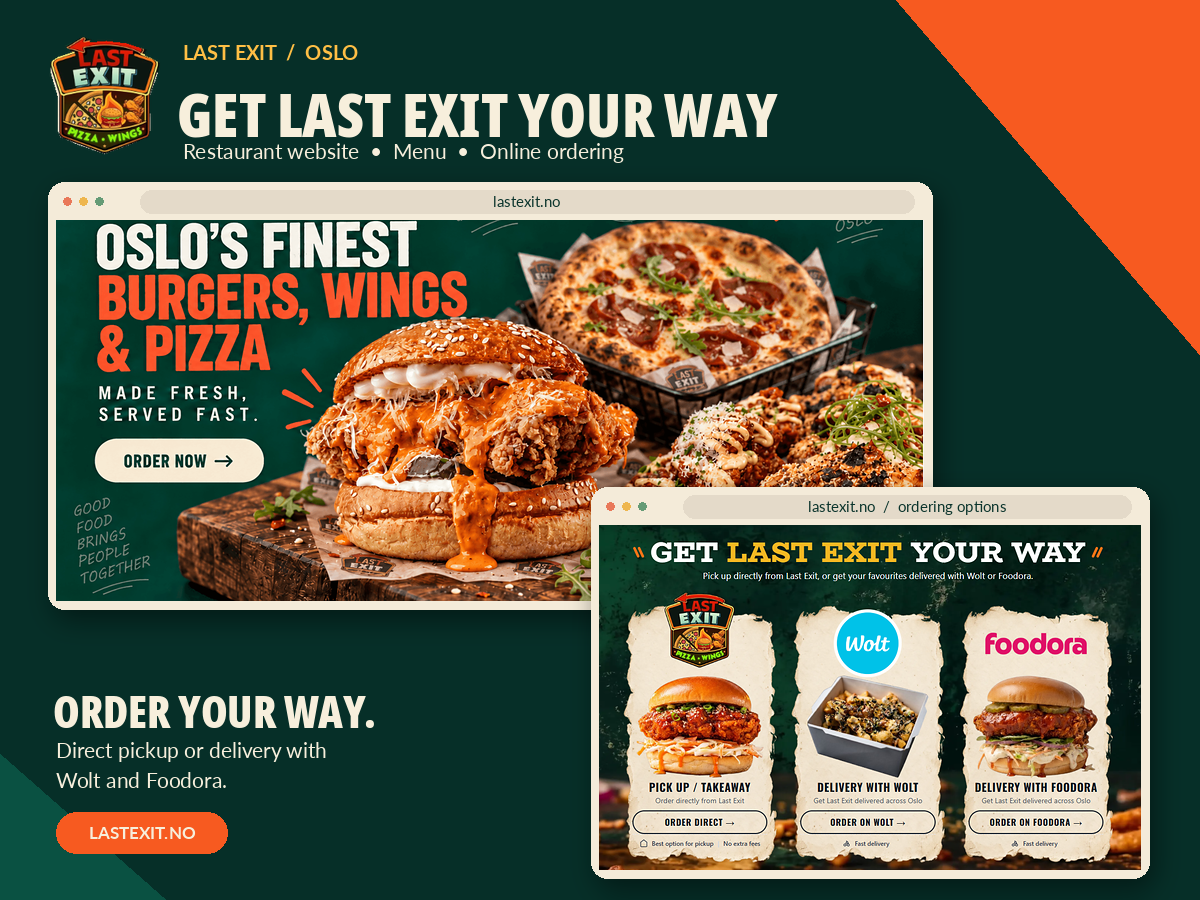 LAST EXIT / OSLO
LAST
EXIT
PIZZA • WINGS
GET LAST EXIT YOUR WAY
Restaurant website • Menu • Online ordering
lastexit.no
OSLO
OSLO'S FINEST
BURGERS, WINGS
& PIZZA
MADE FRESH,
SERVED FAST.
ORDER NOW →
GOOD
FOOD
BRINGS
PEOPLE
TOGETHER
lastexit.no / ordering options
GET LAST EXIT YOUR WAY
Pick up directly from Last Exit, or get your favourites delivered with Wolt or Foodora.
LAST
EXIT
PIZZA • WINGS
Wolt
foodora
PICK UP / TAKEAWAY
Order directly from Last Exit
ORDER DIRECT →
Best option for pickup No extra fees
DELIVERY WITH WOLT
Get Last Exit delivered across Oslo
ORDER ON WOLT →
Fast delivery
DELIVERY WITH FOODORA
Get Last Exit delivered across Oslo
ORDER ON FOODORA →
Fast delivery
ORDER YOUR WAY.
Direct pickup or delivery with
Wolt and Foodora.
LASTEXIT.NO